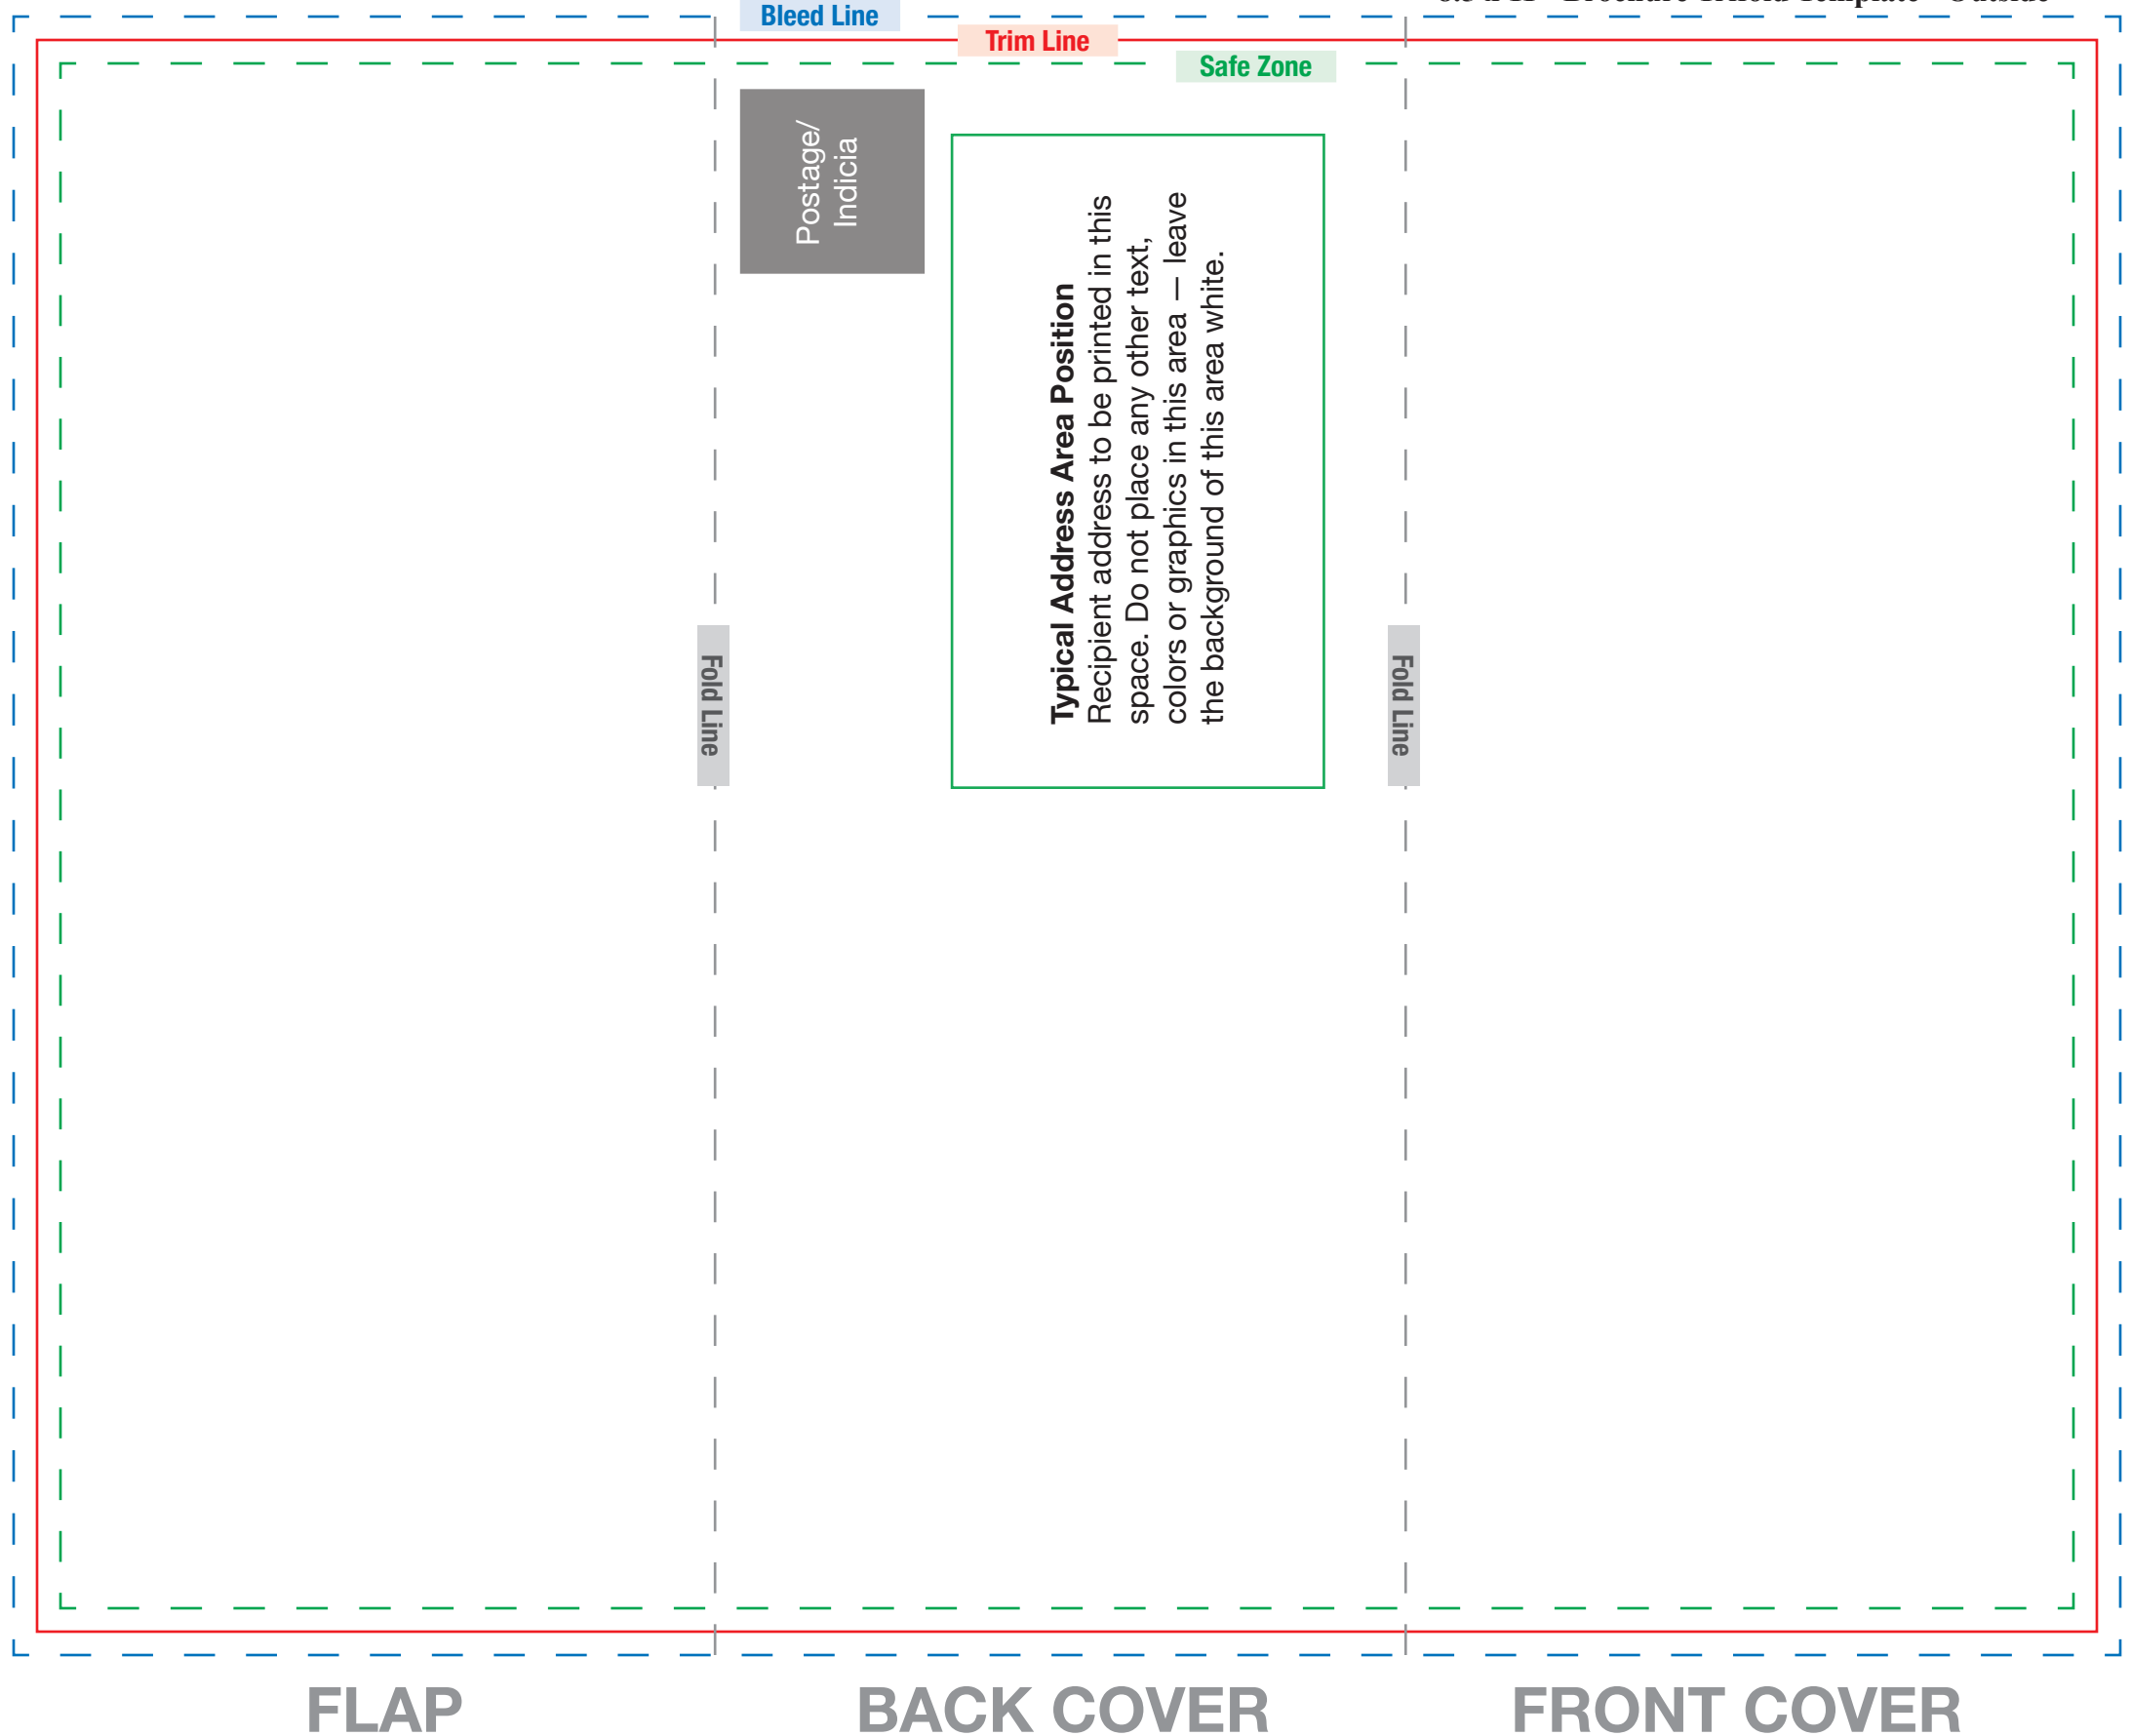 Bleed Line
Trim Line
Safe Zone
Postage/
Indicia
Typical Address Area Position
Recipient address to be printed in this
space. Do not place any other text,
colors or graphics in this area — leave
the background of this area white.
Fold Line
Fold Line
FLAP
BACK COVER
FRONT COVER